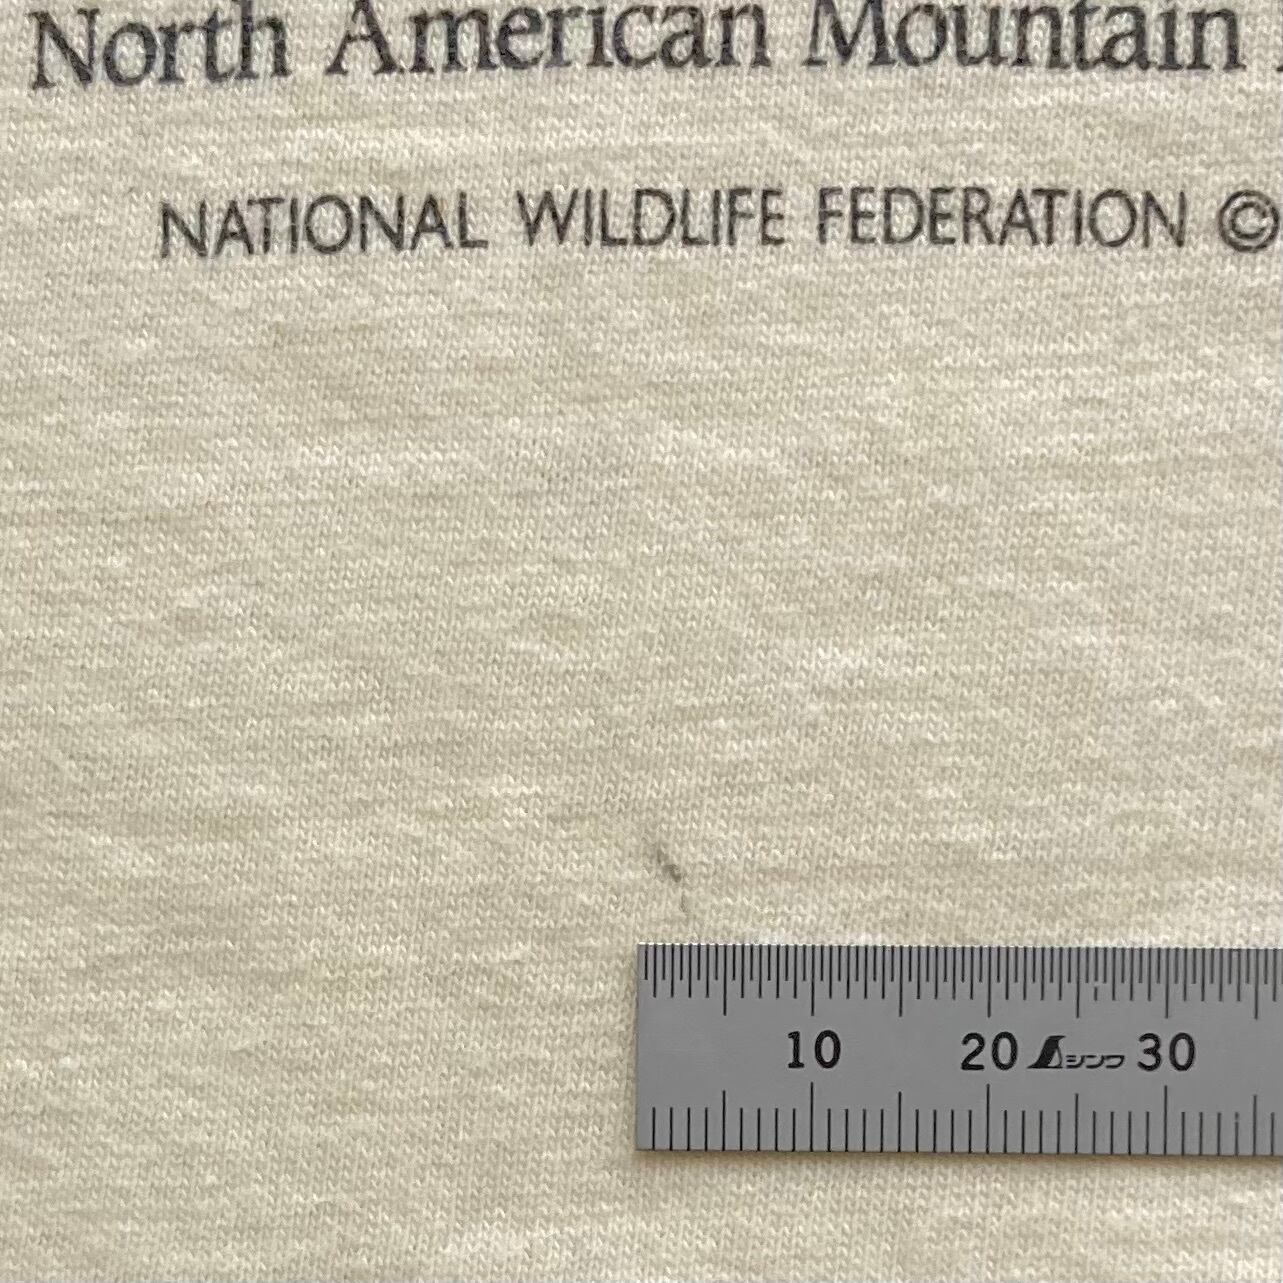 North American Mountain
NATIONAL WILDLIFE FEDERATION ©
10 20 シンワ 30